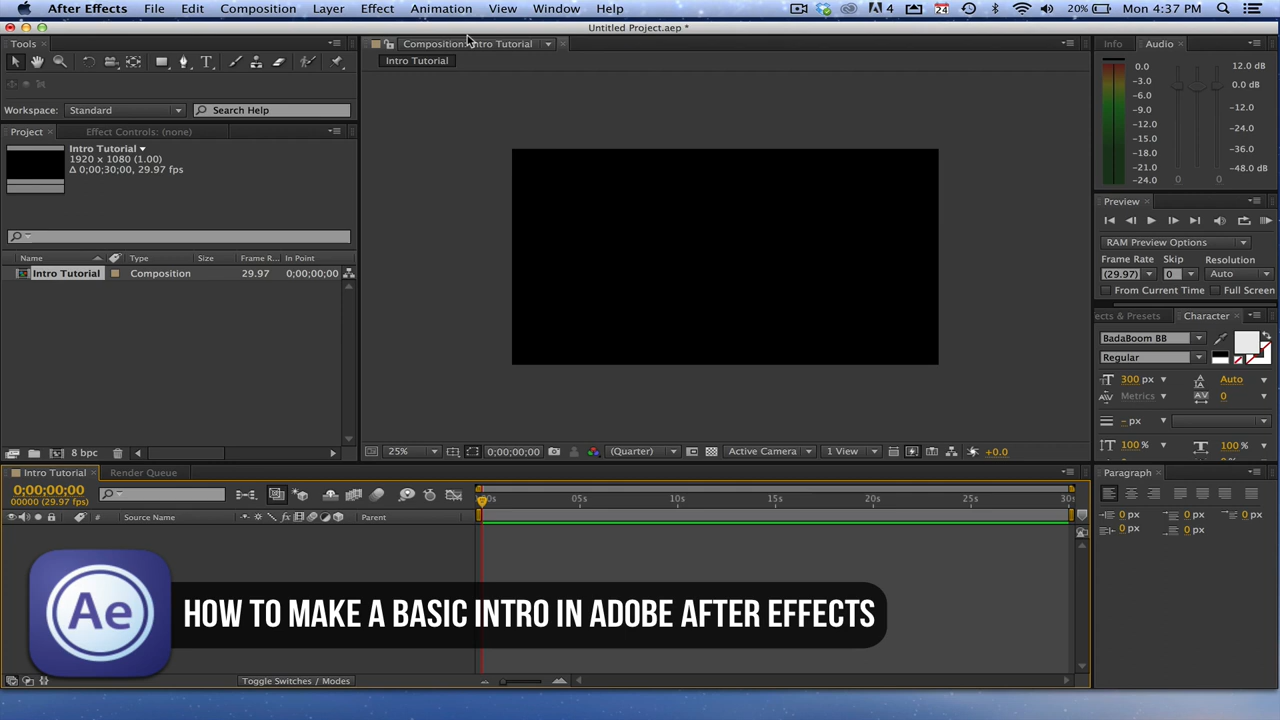 After Effects File Edit Composition Layer Effect Animation View Window Help 4 24 20% Mon 4:37 PM
Untitled Project.aep *
Tools
Composition: Intro Tutorial
Info Audio
Intro Tutorial
Workspace: Standard Search Help
Project Effect Controls: (none)
Intro Tutorial
1920 x 1080 (1.00)
Δ 0;00;30;00, 29.97 fps
0.0
-3.0
-6.0
-9.0
-12.0
-15.0
-18.0
-21.0
-24.0
12.0 dB
0.0 dB
-12.0
-24.0
-36.0
-48.0 dB
0 0
Preview
RAM Preview Options
Frame Rate Skip Resolution
(29.97) 0 Auto
From Current Time Full Screen
Name Type Size Frame R... In Point
Intro Tutorial Composition 29.97 0;00;00;00
ects & Presets Character
BadaBoom BB
Regular
300 px Auto
Metrics 0
- px
100 % 100 %
8 bpc
25% 0;00;00;00 (Quarter) Active Camera 1 View +0.0
Intro Tutorial Render Queue
Paragraph
0;00;00;00
00000 (29.97 fps)
00s 05s 10s 15s 20s 25s 30s
# Source Name fx Parent
0 px 0 px 0 px
0 px 0 px
Ae
HOW TO MAKE A BASIC INTRO IN ADOBE AFTER EFFECTS
Toggle Switches / Modes